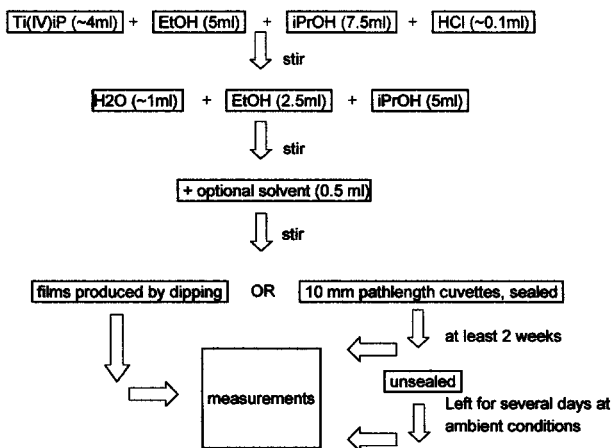 Ti(IV)iP (~4ml) + EtOH (5ml) + iPrOH (7.5ml) + HCl (~0.1ml)
stir
H2O (~1ml) + EtOH (2.5ml) + iPrOH (5ml)
stir
+ optional solvent (0.5 ml)
stir
films produced by dipping OR 10 mm pathlength cuvettes, sealed
at least 2 weeks
measurements
unsealed
Left for several days at
ambient conditions